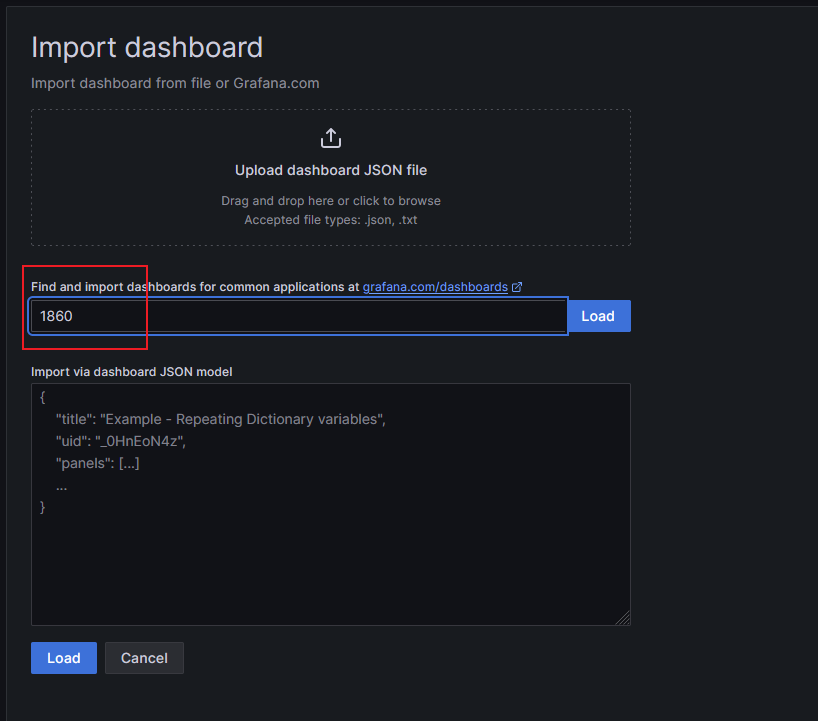 Import dashboard
Import dashboard from file or Grafana.com
Upload dashboard JSON file
Drag and drop here or click to browse
Accepted file types: .json, .txt
Find and import dashboards for common applications at grafana.com/dashboards
1860
Load
Import via dashboard JSON model
{
"title": "Example - Repeating Dictionary variables",
"uid": "_0HnEoN4z",
"panels": [...]
...
}
Load
Cancel